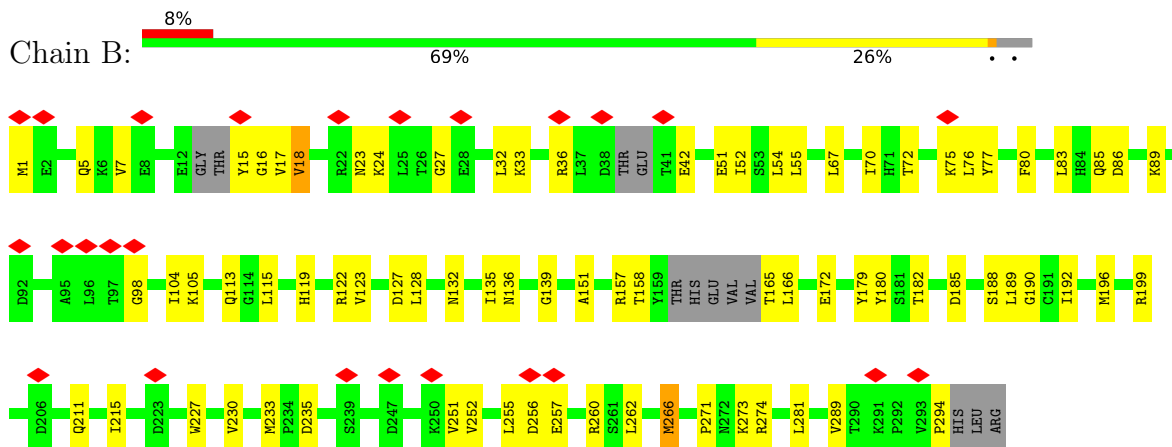 8%
Chain B:
69% 26% • •
M1 E2 Q5 K6 V7 E8 E12 GLY THR Y15 G16 V17 V18 R22 N23 K24 L25 T26 G27 E28 L32 K33 R36 L37 D38 THR GLU T41 E42 E51 I52 S53 L54 L55 L67 I70 H71 T72 K75 L76 Y77 F80 L83 H84 Q85 D86 K89
D92 A95 L96 T97 G98 I104 K105 Q113 G114 L115 H119 R122 V123 D127 L128 N132 I135 N136 G139 A151 R157 T158 Y159 THR HIS GLU VAL VAL T165 L166 E172 Y179 Y180 S181 T182 D185 S188 L189 G190 C191 I192 M196 R199
D206 Q211 I215 D223 W227 V230 M233 P234 D235 S239 D247 K250 V251 V252 L255 D256 E257 R260 S261 L262 M266 P271 N272 K273 R274 L281 V289 T290 K291 P292 V293 P294 HIS LEU ARG